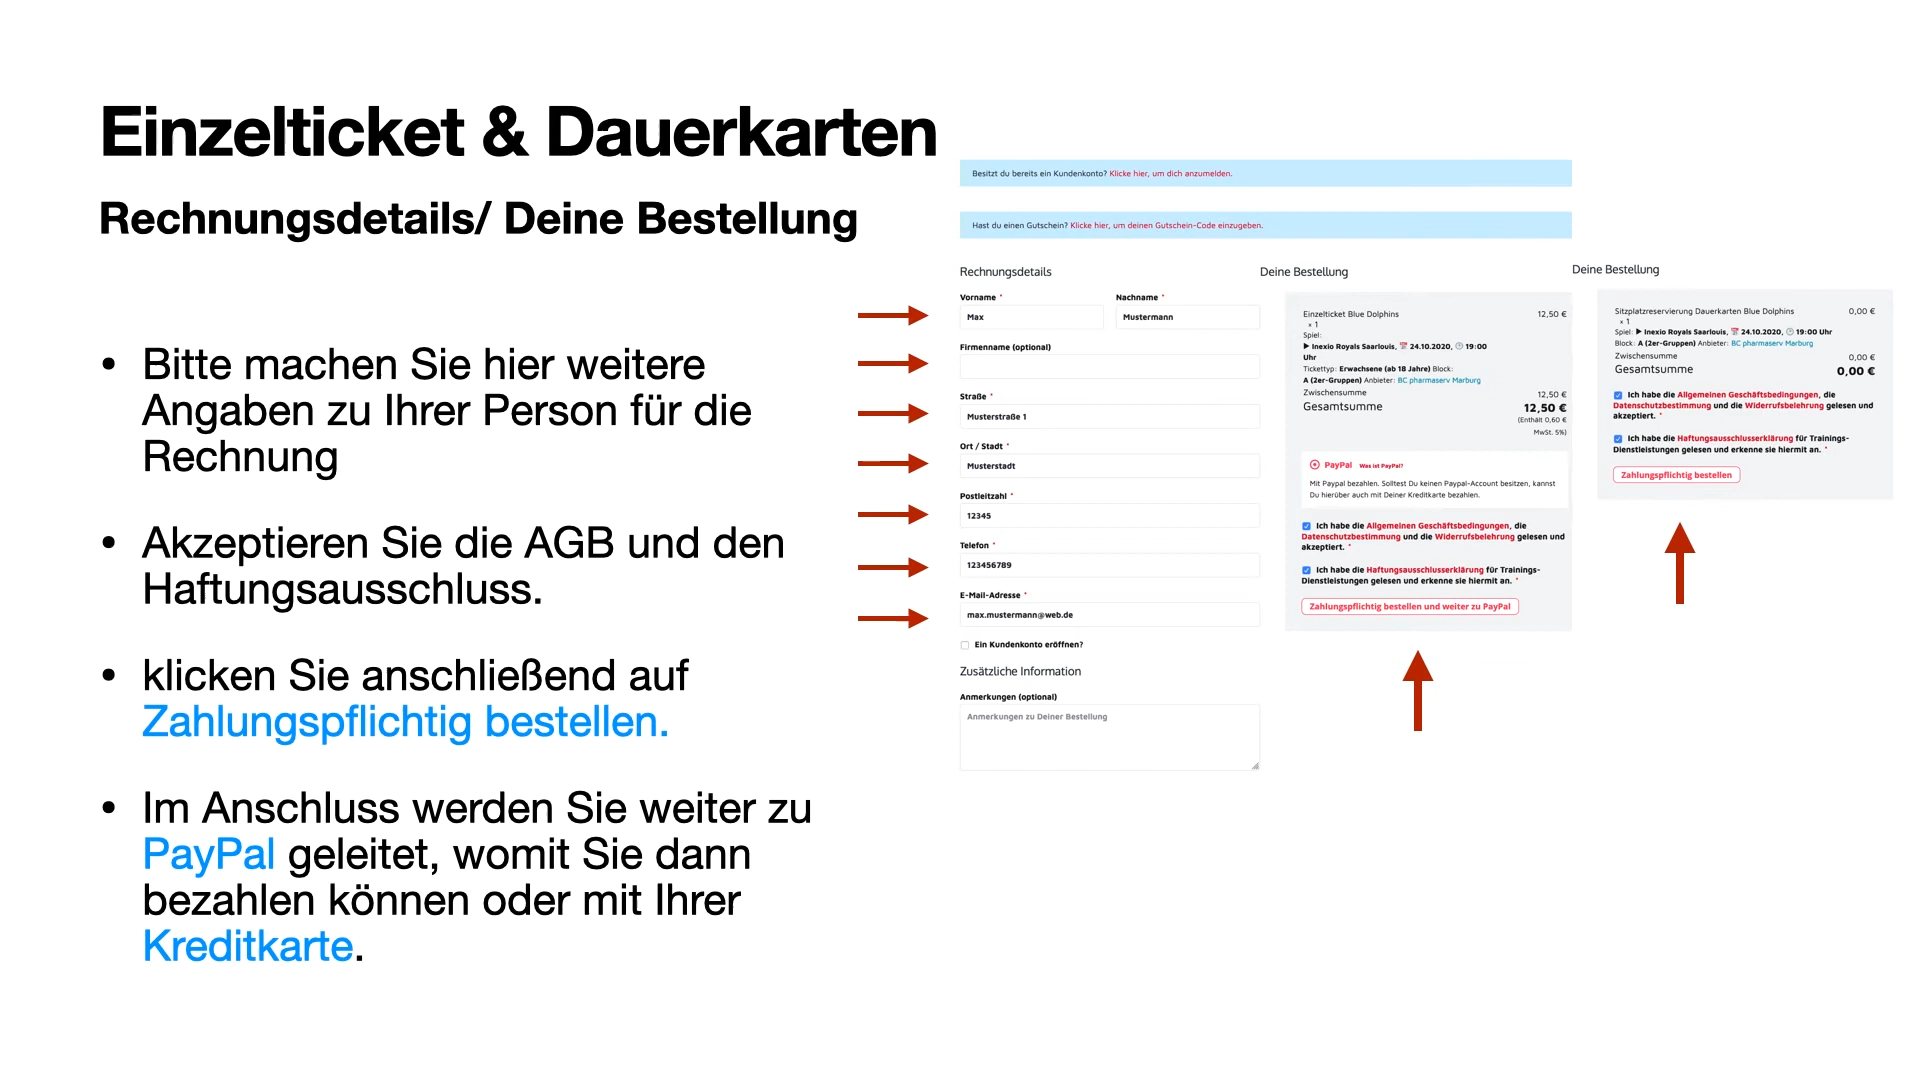 Einzelticket & Dauerkarten
Rechnungsdetails/ Deine Bestellung
• Bitte machen Sie hier weitere
Angaben zu Ihrer Person für die
Rechnung
• Akzeptieren Sie die AGB und den
Haftungsausschluss.
• klicken Sie anschließend auf
Zahlungspflichtig bestellen.
• Im Anschluss werden Sie weiter zu
PayPal geleitet, womit Sie dann
bezahlen können oder mit Ihrer
Kreditkarte.
Besitzt du bereits ein Kundenkonto? Klicke hier, um dich anzumelden.
Hast du einen Gutschein? Klicke hier, um deinen Gutschein-Code einzugeben.
Rechnungsdetails
Vorname * Nachname *
Max Mustermann
Firmenname (optional)
Straße *
Musterstraße 1
Ort / Stadt *
Musterstadt
Postleitzahl *
12345
Telefon *
123456789
E-Mail-Adresse *
max.mustermann@web.de
Ein Kundenkonto eröffnen?
Zusätzliche Information
Anmerkungen (optional)
Anmerkungen zu Deiner Bestellung
Deine Bestellung
Einzelticket Blue Dolphins 12,50 €
× 1
Spiel:
▶ Inexio Royals Saarlouis, 📅 24.10.2020, 🕒 19:00
Uhr
Tickettyp: Erwachsene (ab 18 Jahre) Block:
A (2er-Gruppen) Anbieter: BC pharmaserv Marburg
Zwischensumme 12,50 €
Gesamtsumme 12,50 €
(Enthält 0,60 €
MwSt. 5%)
PayPal Was ist PayPal?
Mit Paypal bezahlen. Solltest Du keinen Paypal-Account besitzen, kannst
Du hierüber auch mit Deiner Kreditkarte bezahlen.
Ich habe die Allgemeinen Geschäftsbedingungen, die
Datenschutzbestimmung und die Widerrufsbelehrung gelesen und
akzeptiert. *
Ich habe die Haftungsausschlusserklärung für Trainings-
Dienstleistungen gelesen und erkenne sie hiermit an. *
Zahlungspflichtig bestellen und weiter zu PayPal
Deine Bestellung
Sitzplatzreservierung Dauerkarten Blue Dolphins 0,00 €
× 1
Spiel: ▶ Inexio Royals Saarlouis, 📅 24.10.2020, 🕒 19:00 Uhr
Block: A (2er-Gruppen) Anbieter: BC pharmaserv Marburg
Zwischensumme 0,00 €
Gesamtsumme 0,00 €
Ich habe die Allgemeinen Geschäftsbedingungen, die
Datenschutzbestimmung und die Widerrufsbelehrung gelesen und
akzeptiert. *
Ich habe die Haftungsausschlusserklärung für Trainings-
Dienstleistungen gelesen und erkenne sie hiermit an. *
Zahlungspflichtig bestellen